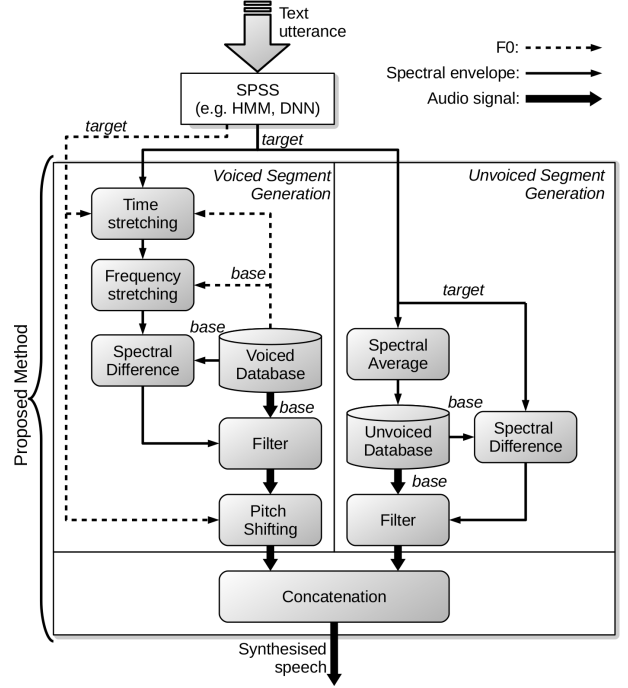 Text
utterance
F0:
Spectral envelope:
Audio signal:
SPSS
(e.g. HMM, DNN)
target
target
Voiced Segment
Generation
Unvoiced Segment
Generation
Time
stretching
Frequency
stretching
base
target
base
Spectral
Difference
Voiced
Database
Spectral
Average
base
base
Filter
Unvoiced
Database
Spectral
Difference
base
Pitch
Shifting
Filter
Proposed Method
Concatenation
Synthesised
speech